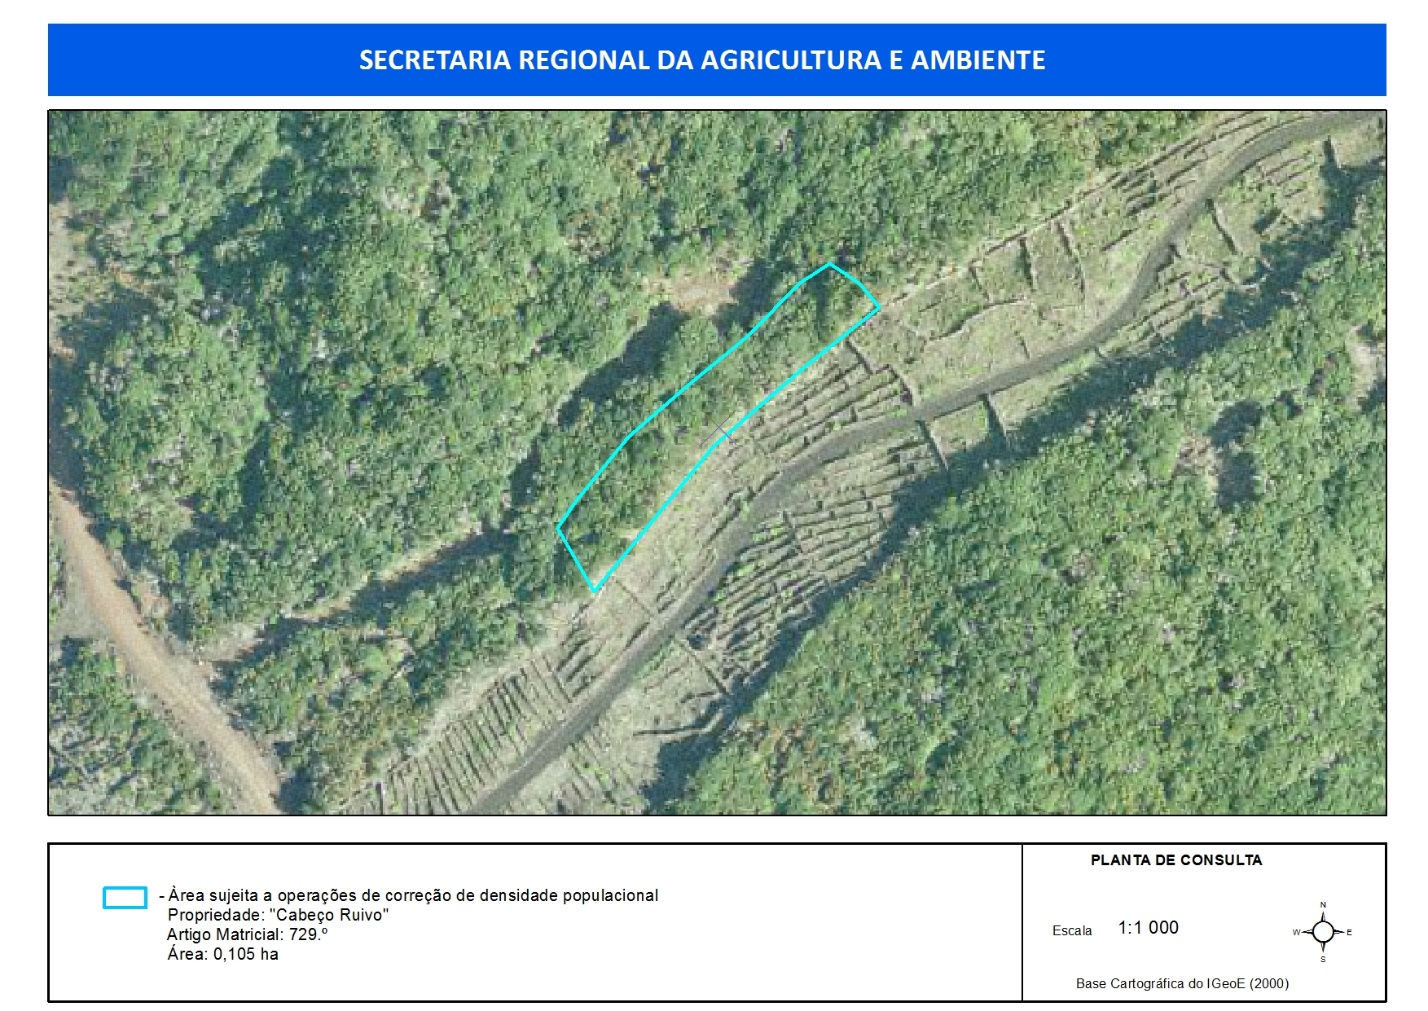 SECRETARIA REGIONAL DA AGRICULTURA E AMBIENTE
- Àrea sujeita a operações de correção de densidade populacional
Propriedade: "Cabeço Ruivo"
Artigo Matricial: 729.º
Área: 0,105 ha
PLANTA DE CONSULTA
Escala 1:1 000
N
W E
S
Base Cartográfica do IGeoE (2000)